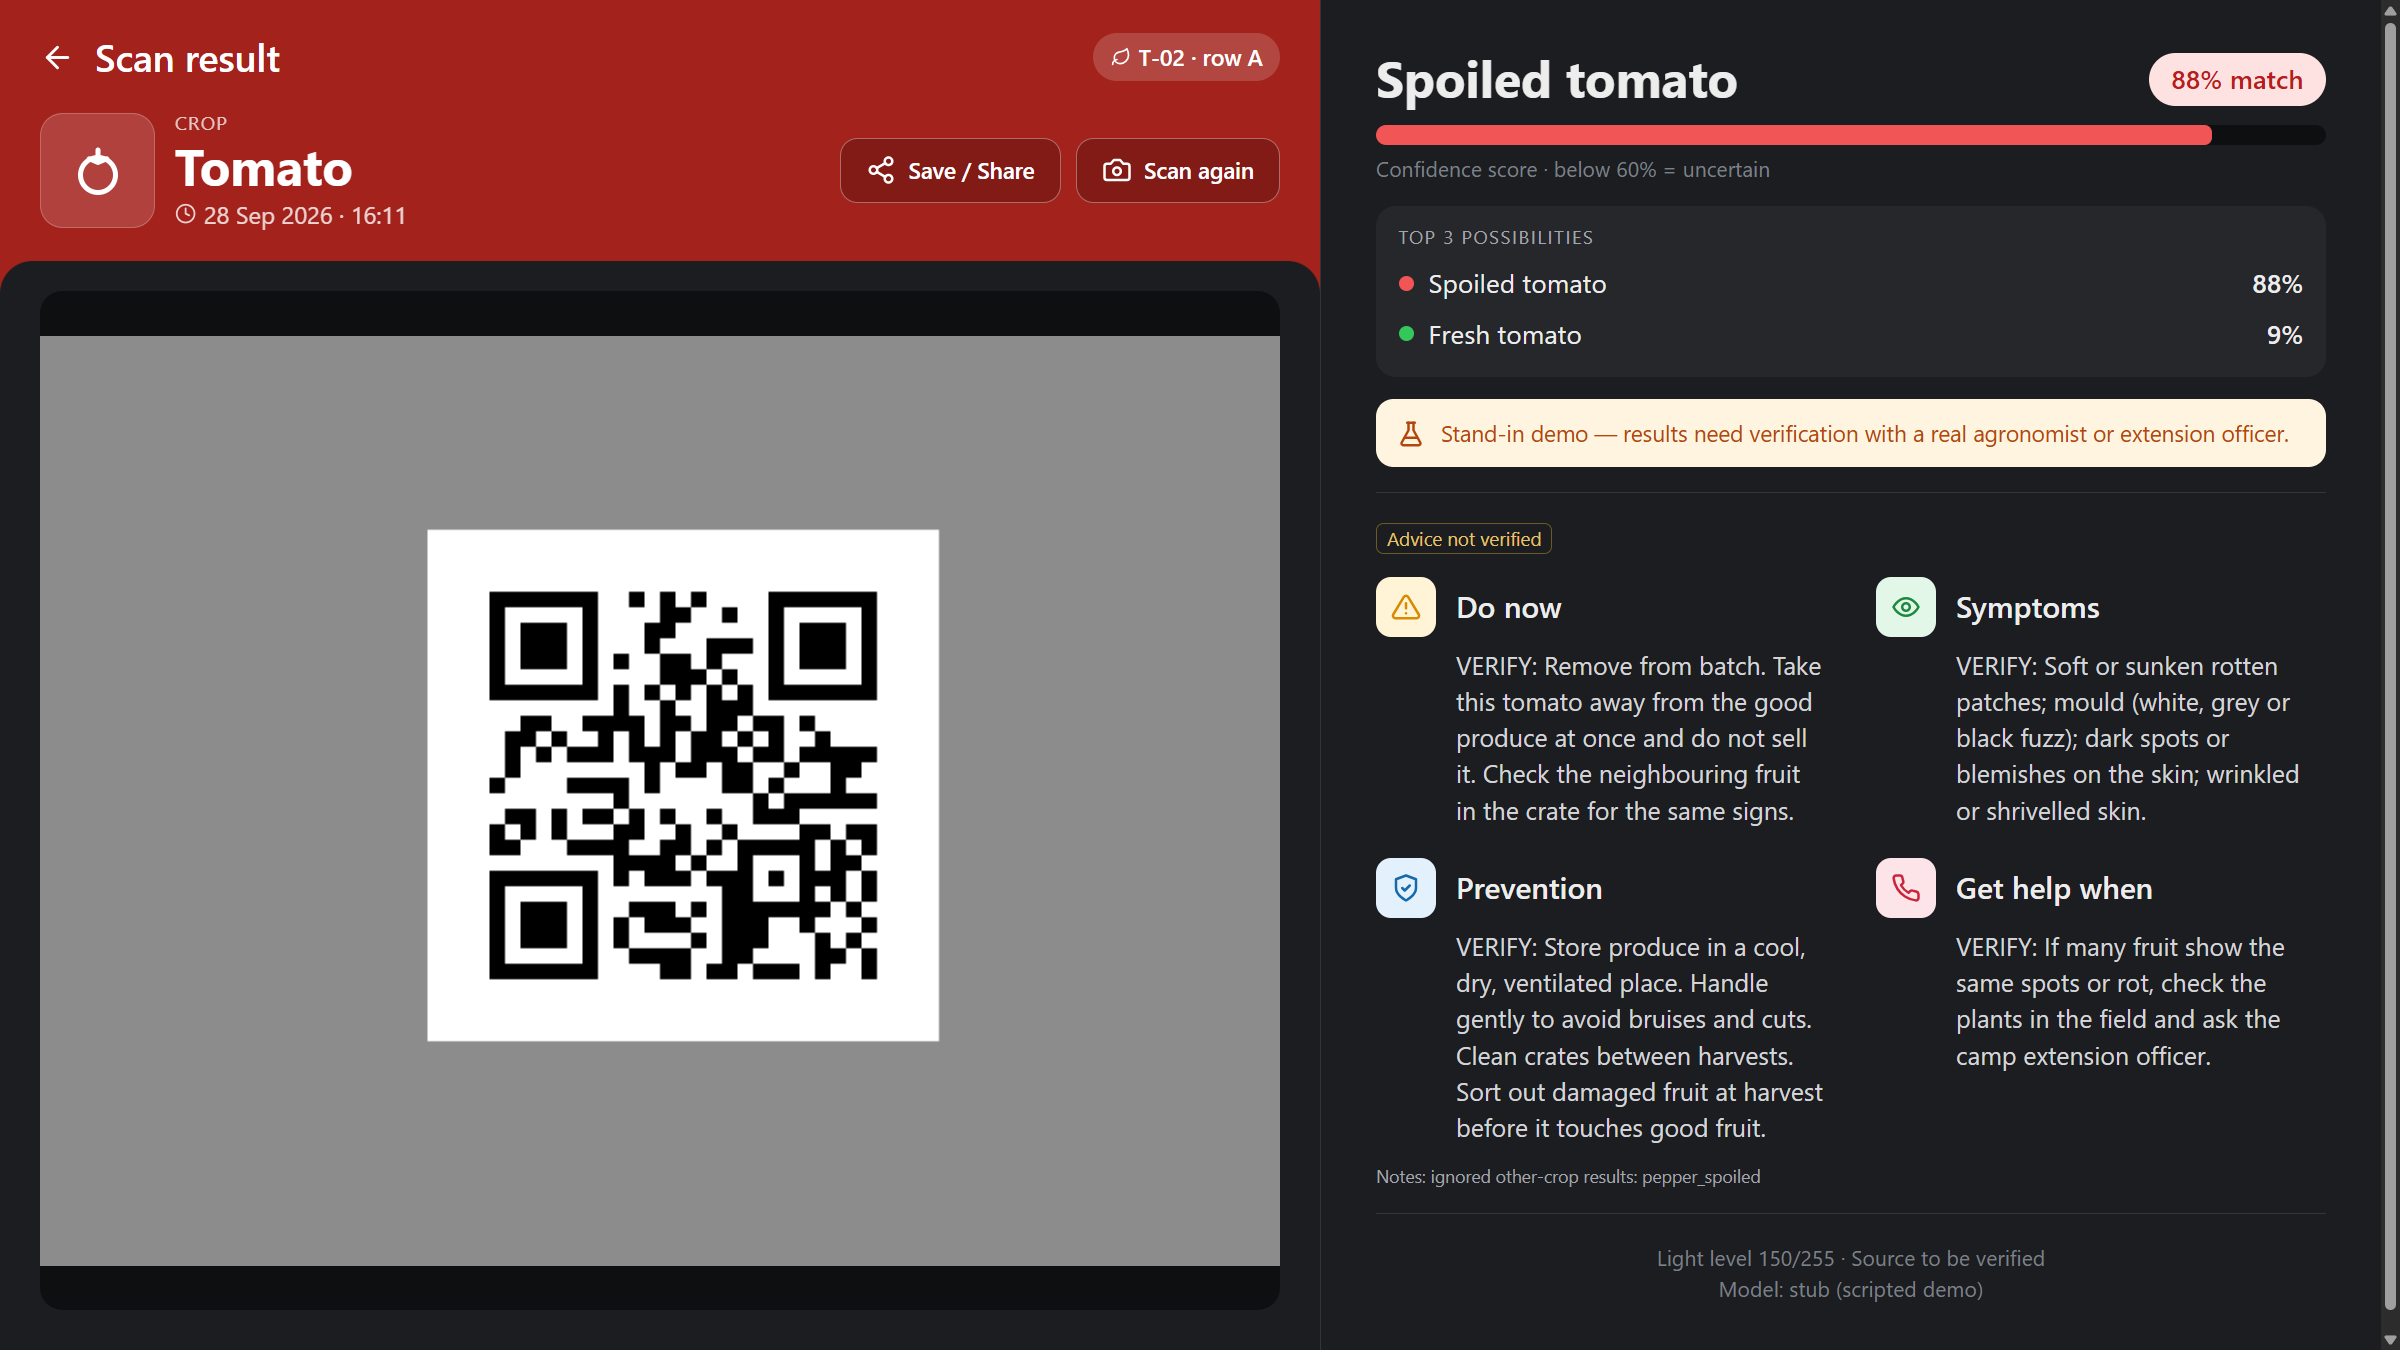 Scan result
T-02 · row A
CROP
Tomato
28 Sep 2026 · 16:11
Save / Share
Scan again
Spoiled tomato
88% match
Confidence score · below 60% = uncertain
TOP 3 POSSIBILITIES
Spoiled tomato 88%
Fresh tomato 9%
Stand-in demo — results need verification with a real agronomist or extension officer.
Advice not verified
Do now
VERIFY: Remove from batch. Take
this tomato away from the good
produce at once and do not sell
it. Check the neighbouring fruit
in the crate for the same signs.
Symptoms
VERIFY: Soft or sunken rotten
patches; mould (white, grey or
black fuzz); dark spots or
blemishes on the skin; wrinkled
or shrivelled skin.
Prevention
VERIFY: Store produce in a cool,
dry, ventilated place. Handle
gently to avoid bruises and cuts.
Clean crates between harvests.
Sort out damaged fruit at harvest
before it touches good fruit.
Get help when
VERIFY: If many fruit show the
same spots or rot, check the
plants in the field and ask the
camp extension officer.
Notes: ignored other-crop results: pepper_spoiled
Light level 150/255 · Source to be verified
Model: stub (scripted demo)